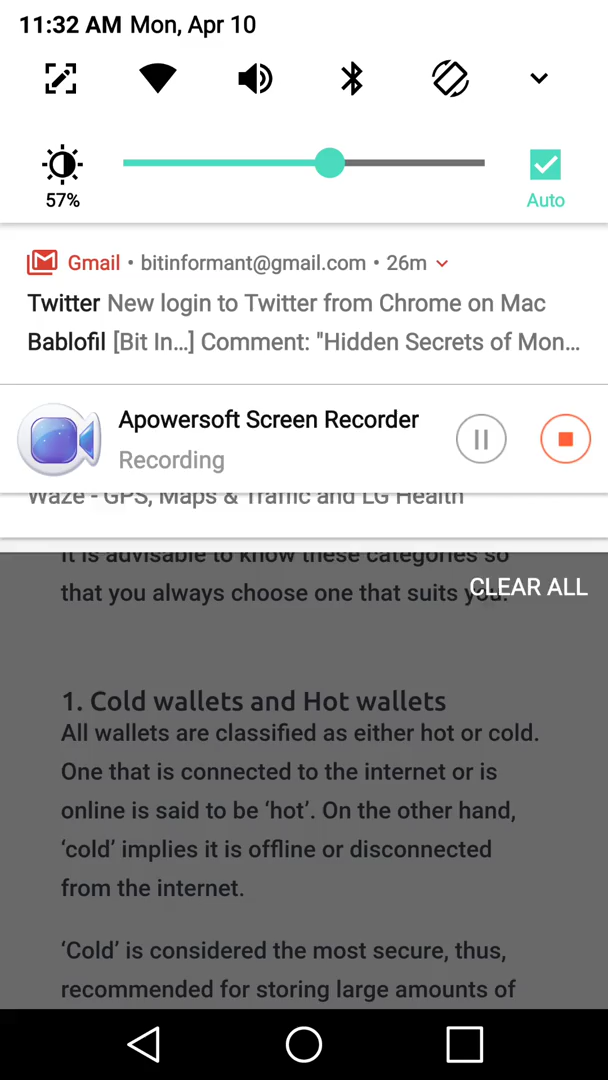 11:32 AM Mon, Apr 10
57%
Auto
Gmail • bitinformant@gmail.com • 26m
Twitter New login to Twitter from Chrome on Mac
Bablofil [Bit In...] Comment: "Hidden Secrets of Mon...
Apowersoft Screen Recorder
Recording
Waze - GPS, Maps & Traffic and LG Health
It is advisable to know these categories so
that you always choose one that suits you.
CLEAR ALL
1. Cold wallets and Hot wallets
All wallets are classified as either hot or cold.
One that is connected to the internet or is
online is said to be ‘hot’. On the other hand,
‘cold’ implies it is offline or disconnected
from the internet.
‘Cold’ is considered the most secure, thus,
recommended for storing large amounts of